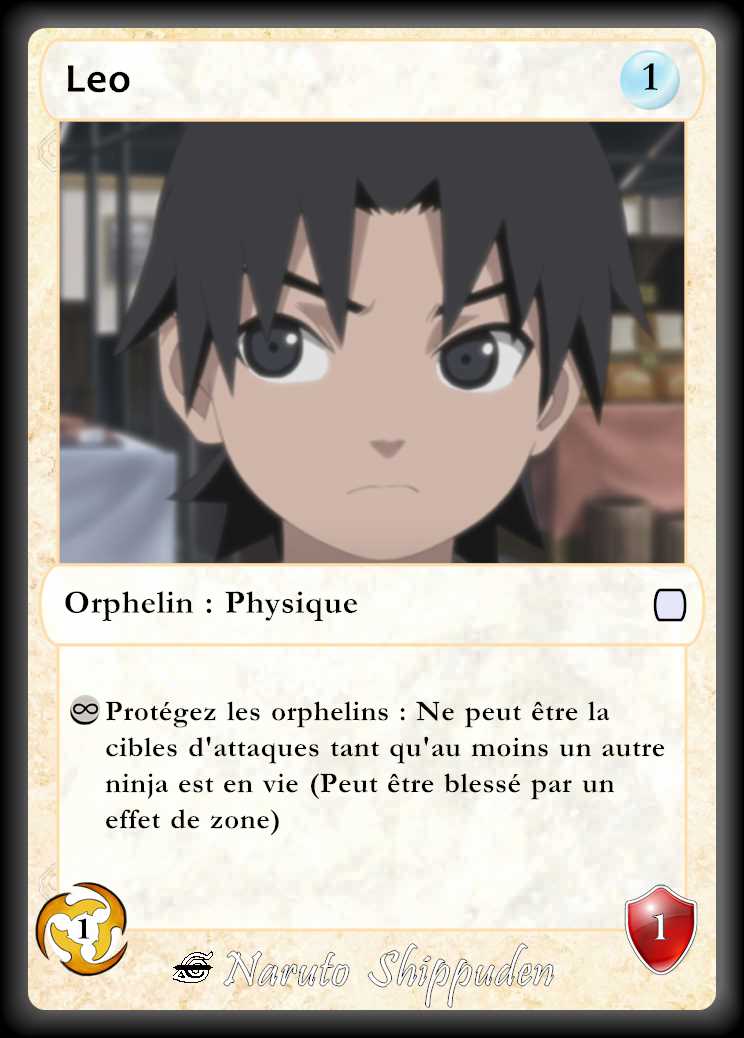 Leo
1
Orphelin : Physique
∞ Protégez les orphelins : Ne peut être la
cibles d'attaques tant qu'au moins un autre
ninja est en vie (Peut être blessé par un
effet de zone)
1
1
Naruto Shippuden